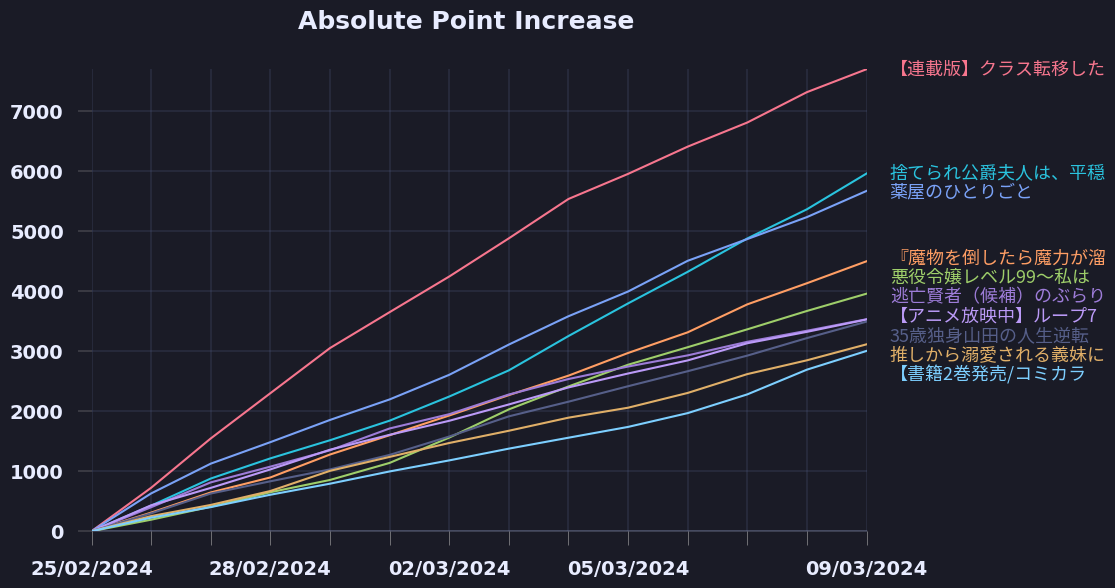 Absolute Point Increase
7000
6000
5000
4000
3000
2000
1000
0
25/02/2024
28/02/2024
02/03/2024
05/03/2024
09/03/2024
【連載版】クラス転移した
捨てられ公爵夫人は、平穏
薬屋のひとりごと
『魔物を倒したら魔力が溜
悪役令嬢レベル99～私は
逃亡賢者（候補）のぶらり
【アニメ放映中】ループ7
35歳独身山田の人生逆転
推しから溺愛される義妹に
【書籍2巻発売/コミカラ